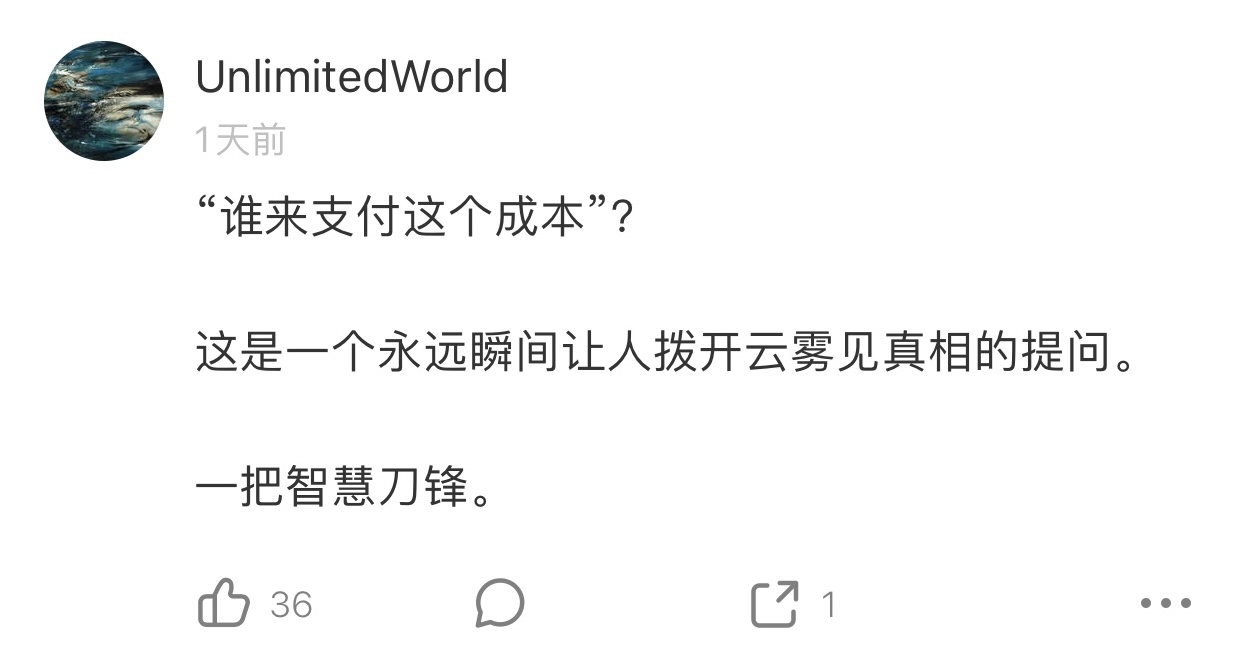 UnlimitedWorld
1天前
“谁来支付这个成本”?
这是一个永远瞬间让人拨开云雾见真相的提问。
一把智慧刀锋。
36
1